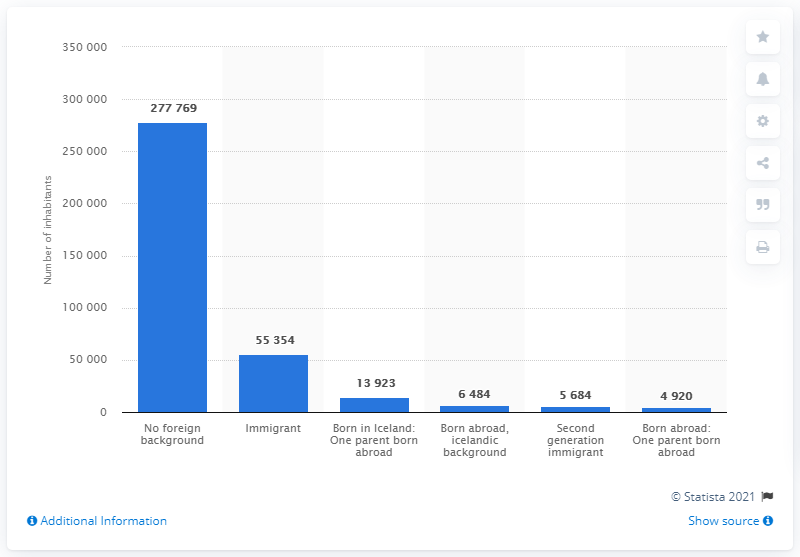 350 000
300 000
250 000
200 000
150 000
100 000
50 000
0
Number of inhabitants
277 769
55 354
13 923
6 484
5 684
4 920
No foreign
background
Immigrant
Born in Iceland:
One parent born
abroad
Born abroad,
icelandic
background
Second
generation
immigrant
Born abroad:
One parent born
abroad
© Statista 2021
Additional Information
Show source